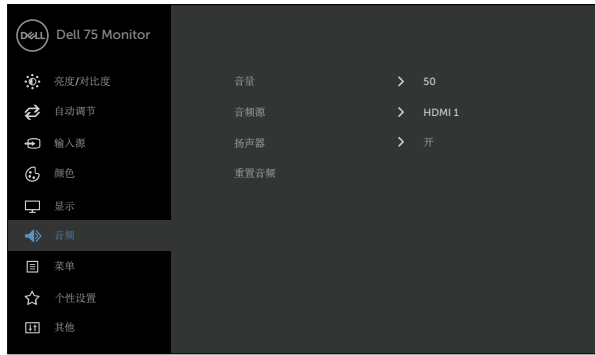 DELL Dell 75 Monitor
亮度/对比度
自动调节
输入源
颜色
显示
音频
菜单
个性设置
其他
音量 50
音频源 HDMI 1
扬声器 开
重置音频